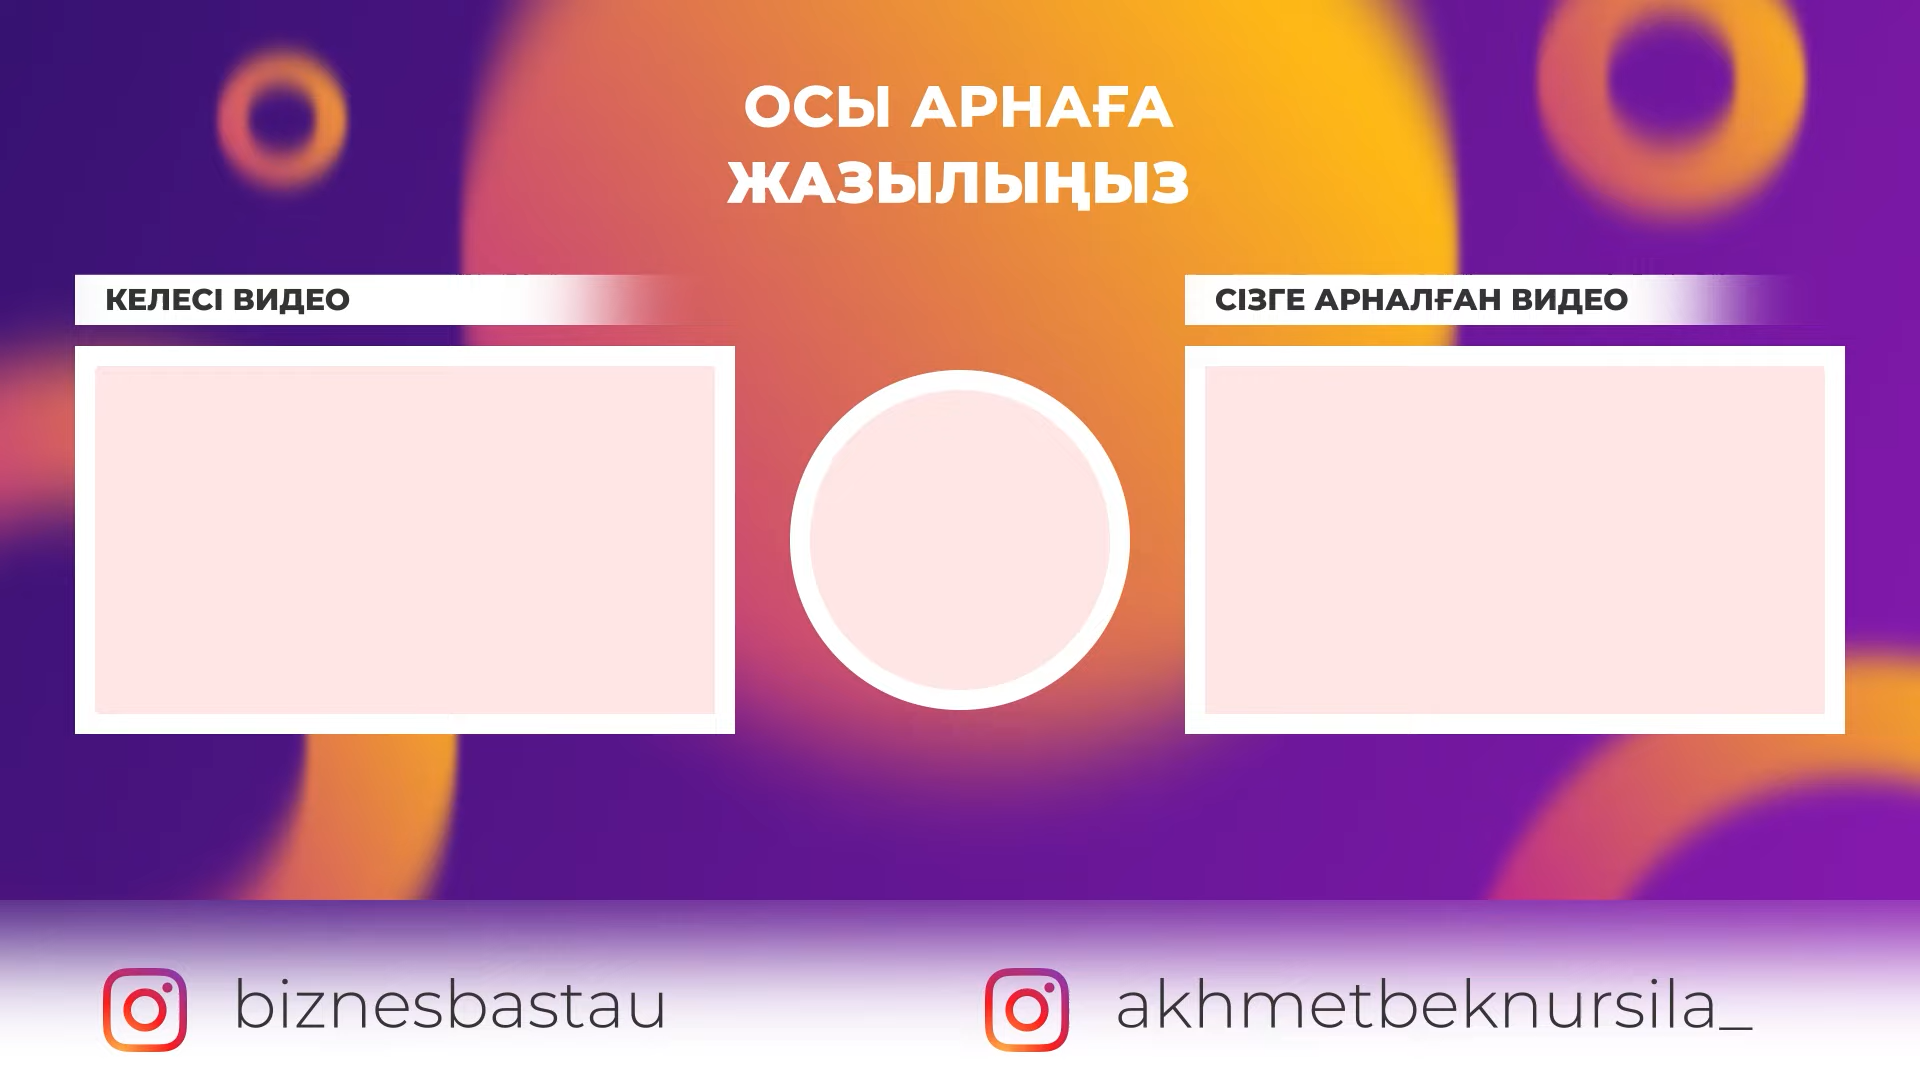 ОСЫ АРНАҒА
ЖАЗЫЛЫҢЫЗ
КЕЛЕСІ ВИДЕО
СІЗГЕ АРНАЛҒАН ВИДЕО
biznesbastau
akhmetbeknursila_